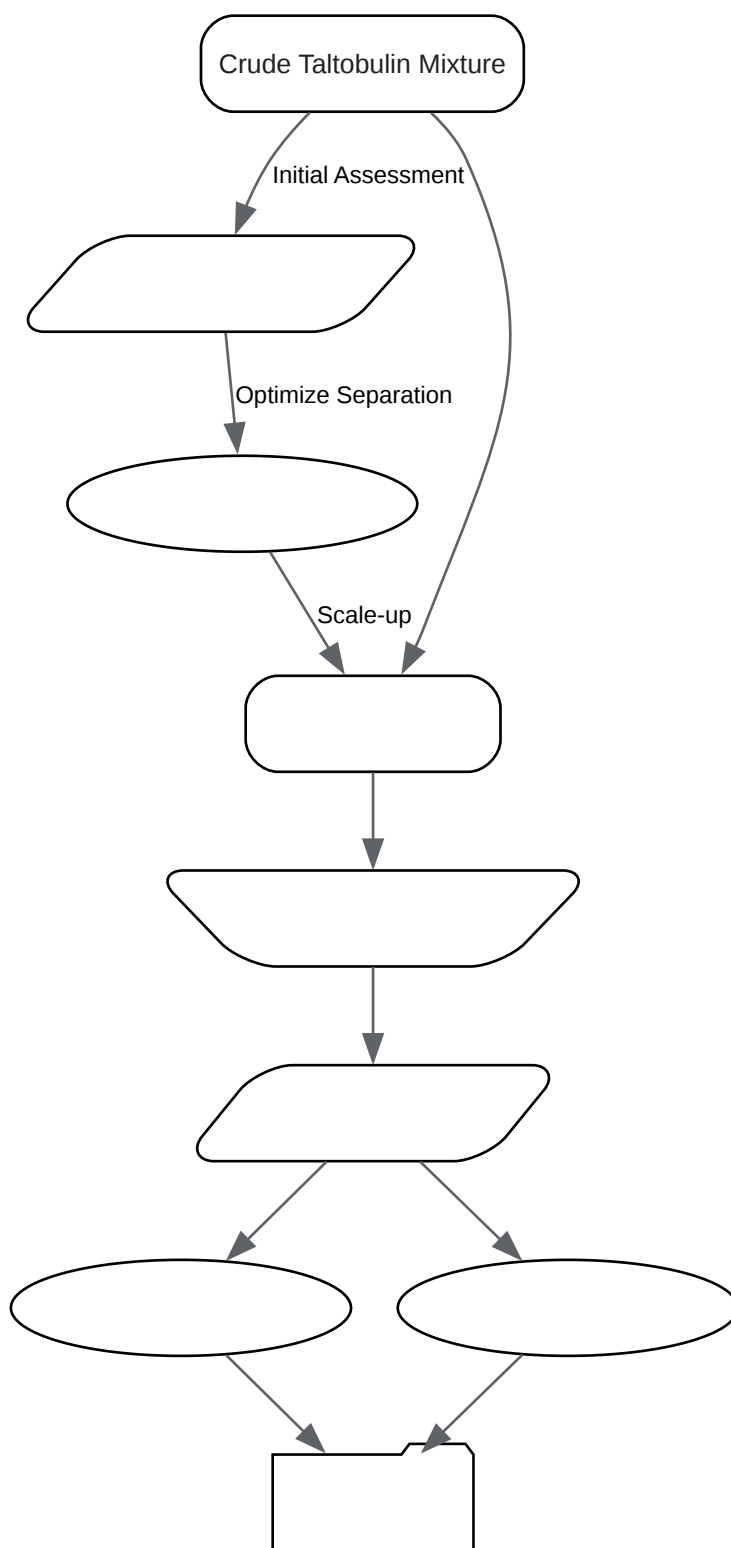 Crude Taltobulin Mixture
Initial Assessment
Optimize Separation
Scale-up